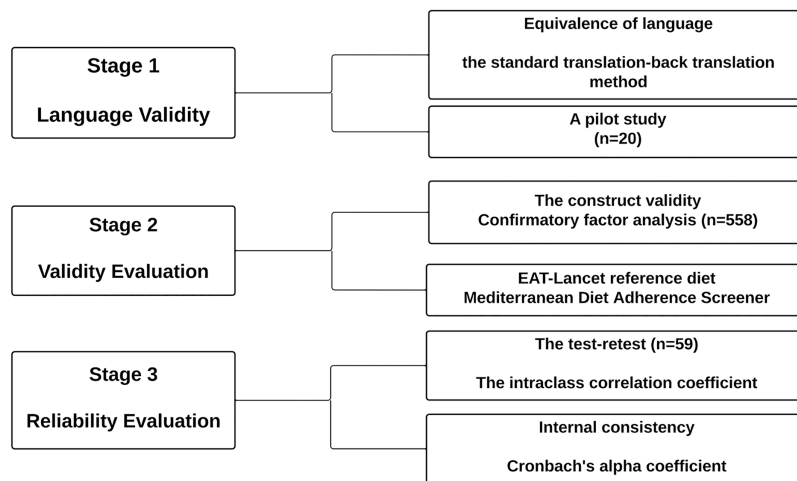 Stage 1
Language Validity
Equivalence of language
the standard translation-back translation
method
A pilot study
(n=20)
Stage 2
Validity Evaluation
The construct validity
Confirmatory factor analysis (n=558)
EAT-Lancet reference diet
Mediterranean Diet Adherence Screener
Stage 3
Reliability Evaluation
The test-retest (n=59)
The intraclass correlation coefficient
Internal consistency
Cronbach's alpha coefficient